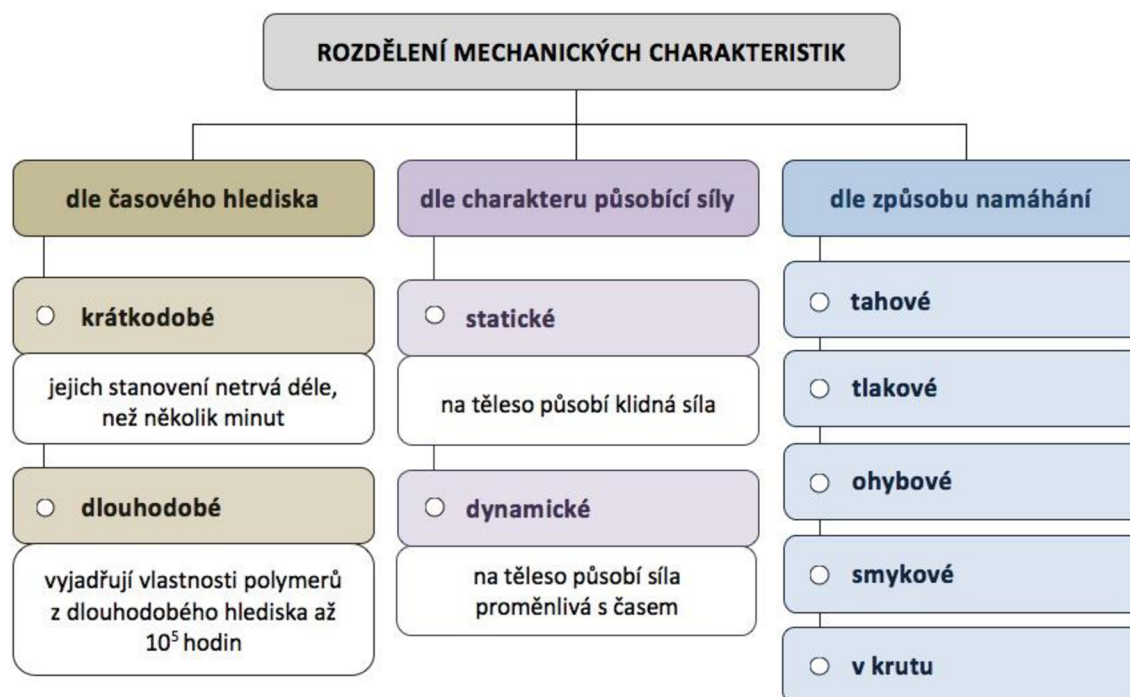 ROZDĚLENÍ MECHANICKÝCH CHARAKTERISTIK
dle časového hlediska
krátkodobé
jejich stanovení netrvá déle,
než několik minut
dlouhodobé
vyjadřují vlastnosti polymerů
z dlouhodobého hlediska až
10⁵ hodin
dle charakteru působící síly
statické
na těleso působí klidná síla
dynamické
na těleso působí síla
proměnlivá s časem
dle způsobu namáhání
tahové
tlakové
ohybové
smykové
v krutu